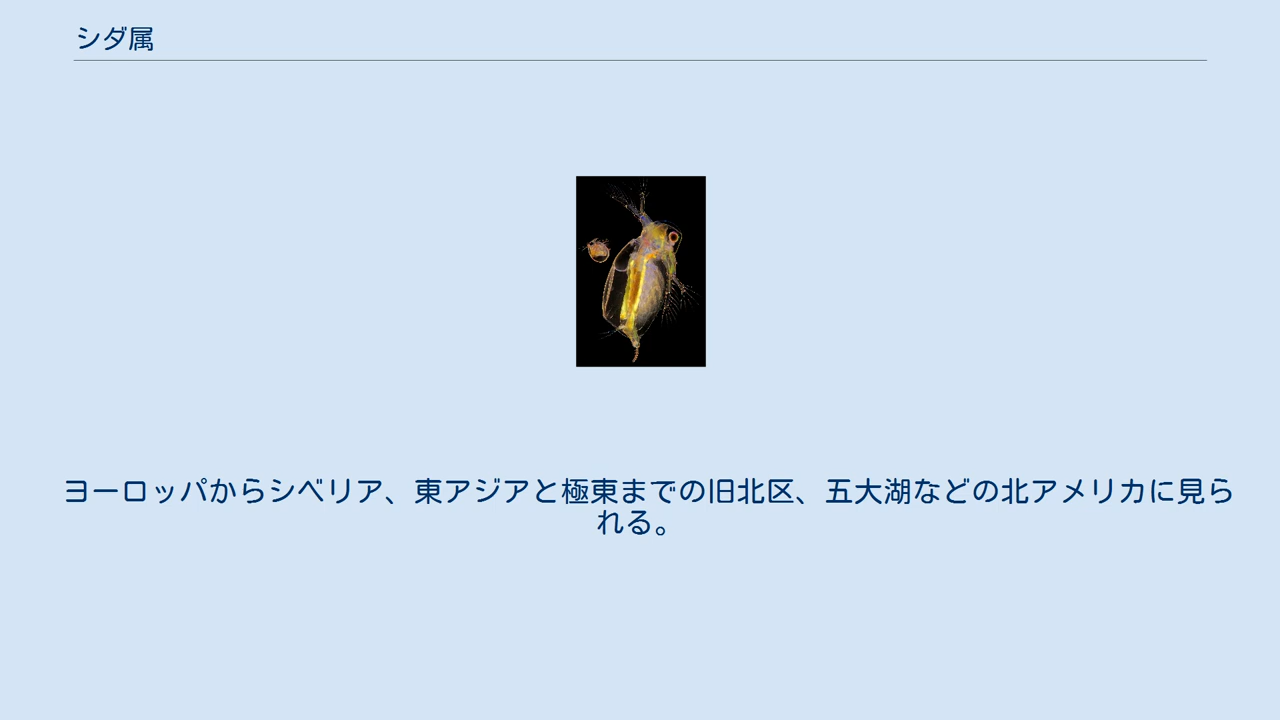 シダ属
ヨーロッパからシベリア、東アジアと極東までの旧北区、五大湖などの北アメリカに見ら
れる。